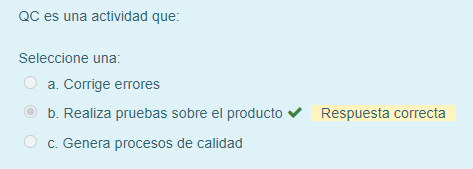 QC es una actividad que:
Seleccione una:
a. Corrige errores
b. Realiza pruebas sobre el producto ✔ Respuesta correcta
c. Genera procesos de calidad